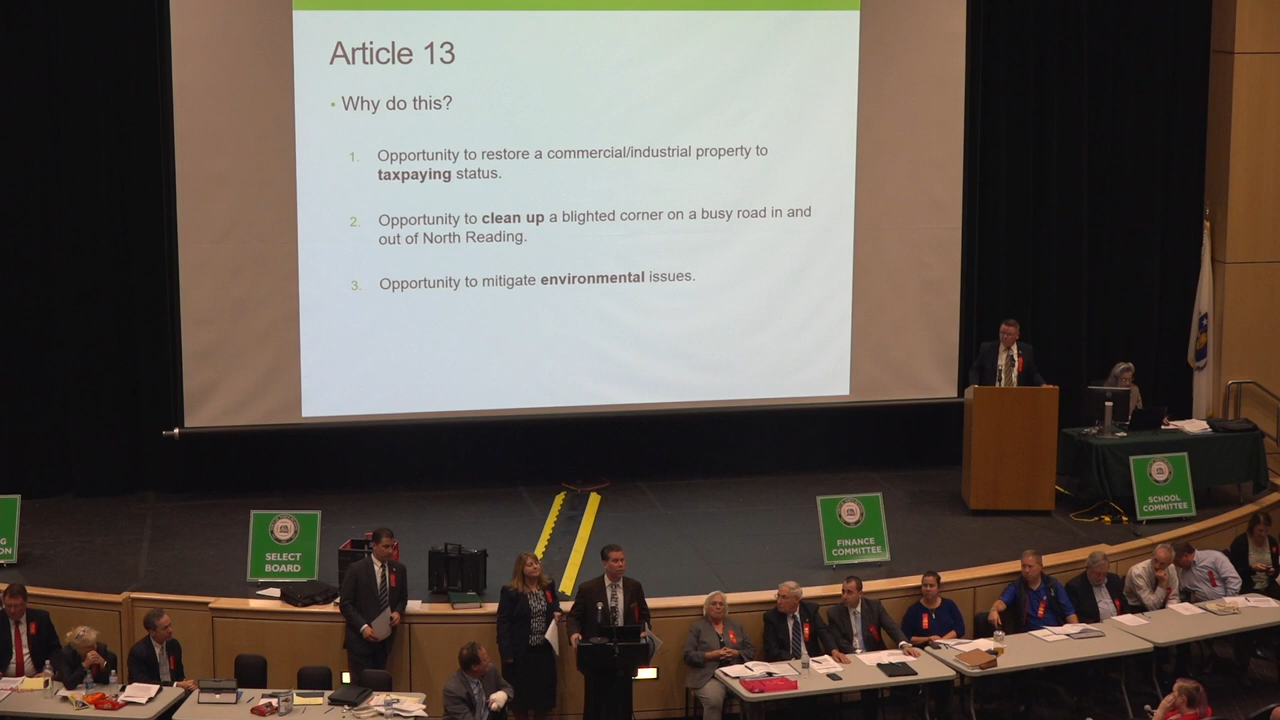 Article 13
• Why do this?
1. Opportunity to restore a commercial/industrial property to
taxpaying status.
2. Opportunity to clean up a blighted corner on a busy road in and
out of North Reading.
3. Opportunity to mitigate environmental issues.
SELECT
BOARD
FINANCE
COMMITTEE
SCHOOL
COMMITTEE